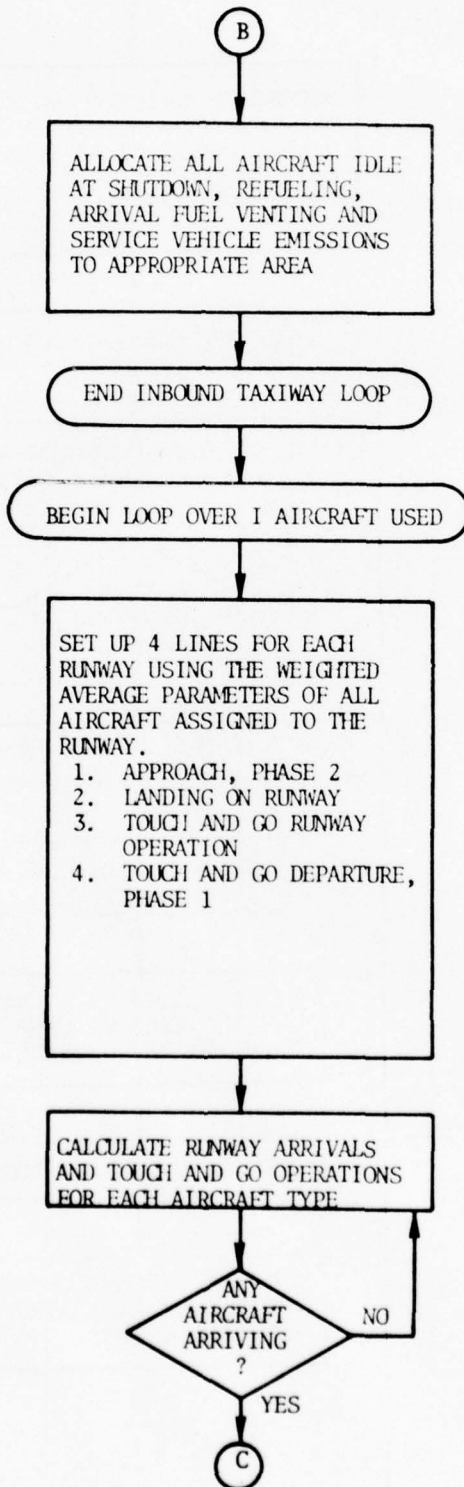 B
ALLOCATE ALL AIRCRAFT IDLE
AT SHUTDOWN, REFUELING,
ARRIVAL FUEL VENTING AND
SERVICE VEHICLE EMISSIONS
TO APPROPRIATE AREA
END INBOUND TAXIWAY LOOP
BEGIN LOOP OVER I AIRCRAFT USED
SET UP 4 LINES FOR EACH
RUNWAY USING THE WEIGHTED
AVERAGE PARAMETERS OF ALL
AIRCRAFT ASSIGNED TO THE
RUNWAY.
1. APPROACH, PHASE 2
2. LANDING ON RUNWAY
3. TOUCH AND GO RUNWAY
OPERATION
4. TOUCH AND GO DEPARTURE,
PHASE 1
CALCULATE RUNWAY ARRIVALS
AND TOUCH AND GO OPERATIONS
FOR EACH AIRCRAFT TYPE
ANY
AIRCRAFT
ARRIVING
?
NO
YES
C